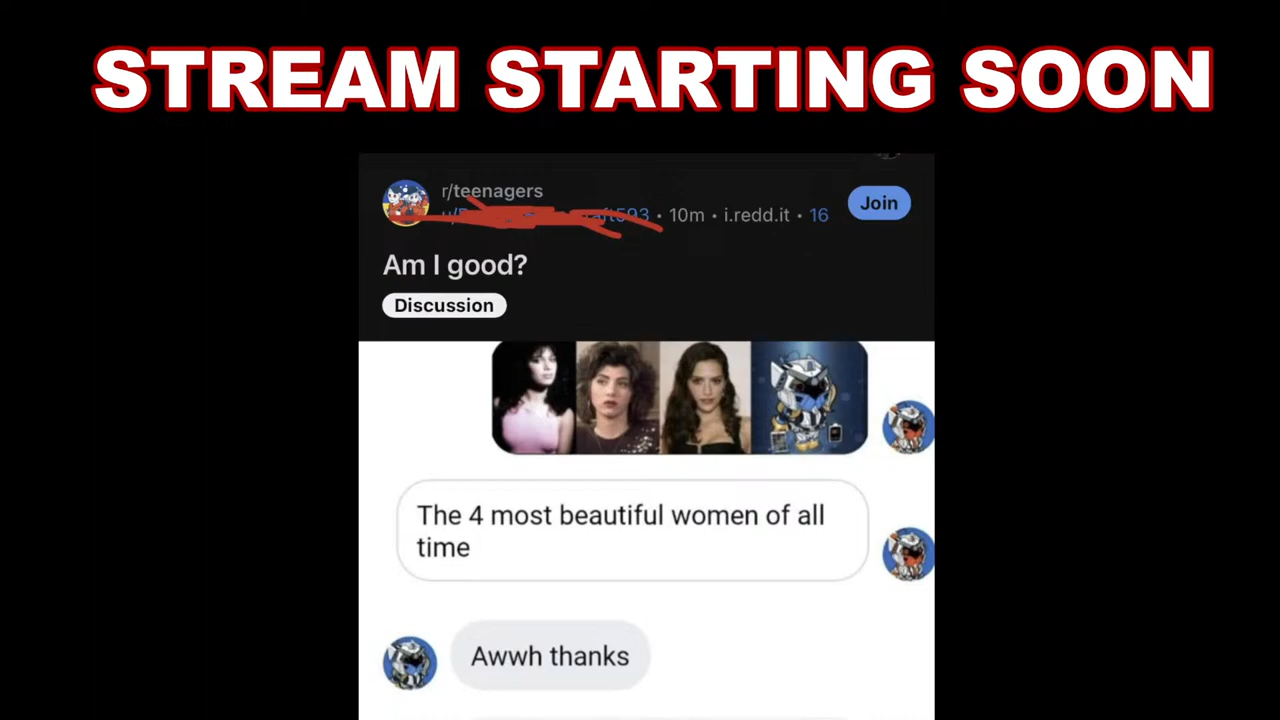 STREAM STARTING SOON
r/teenagers
• 10m • i.redd.it • 16
Join
Am I good?
Discussion
The 4 most beautiful women of all
time
Awwh thanks